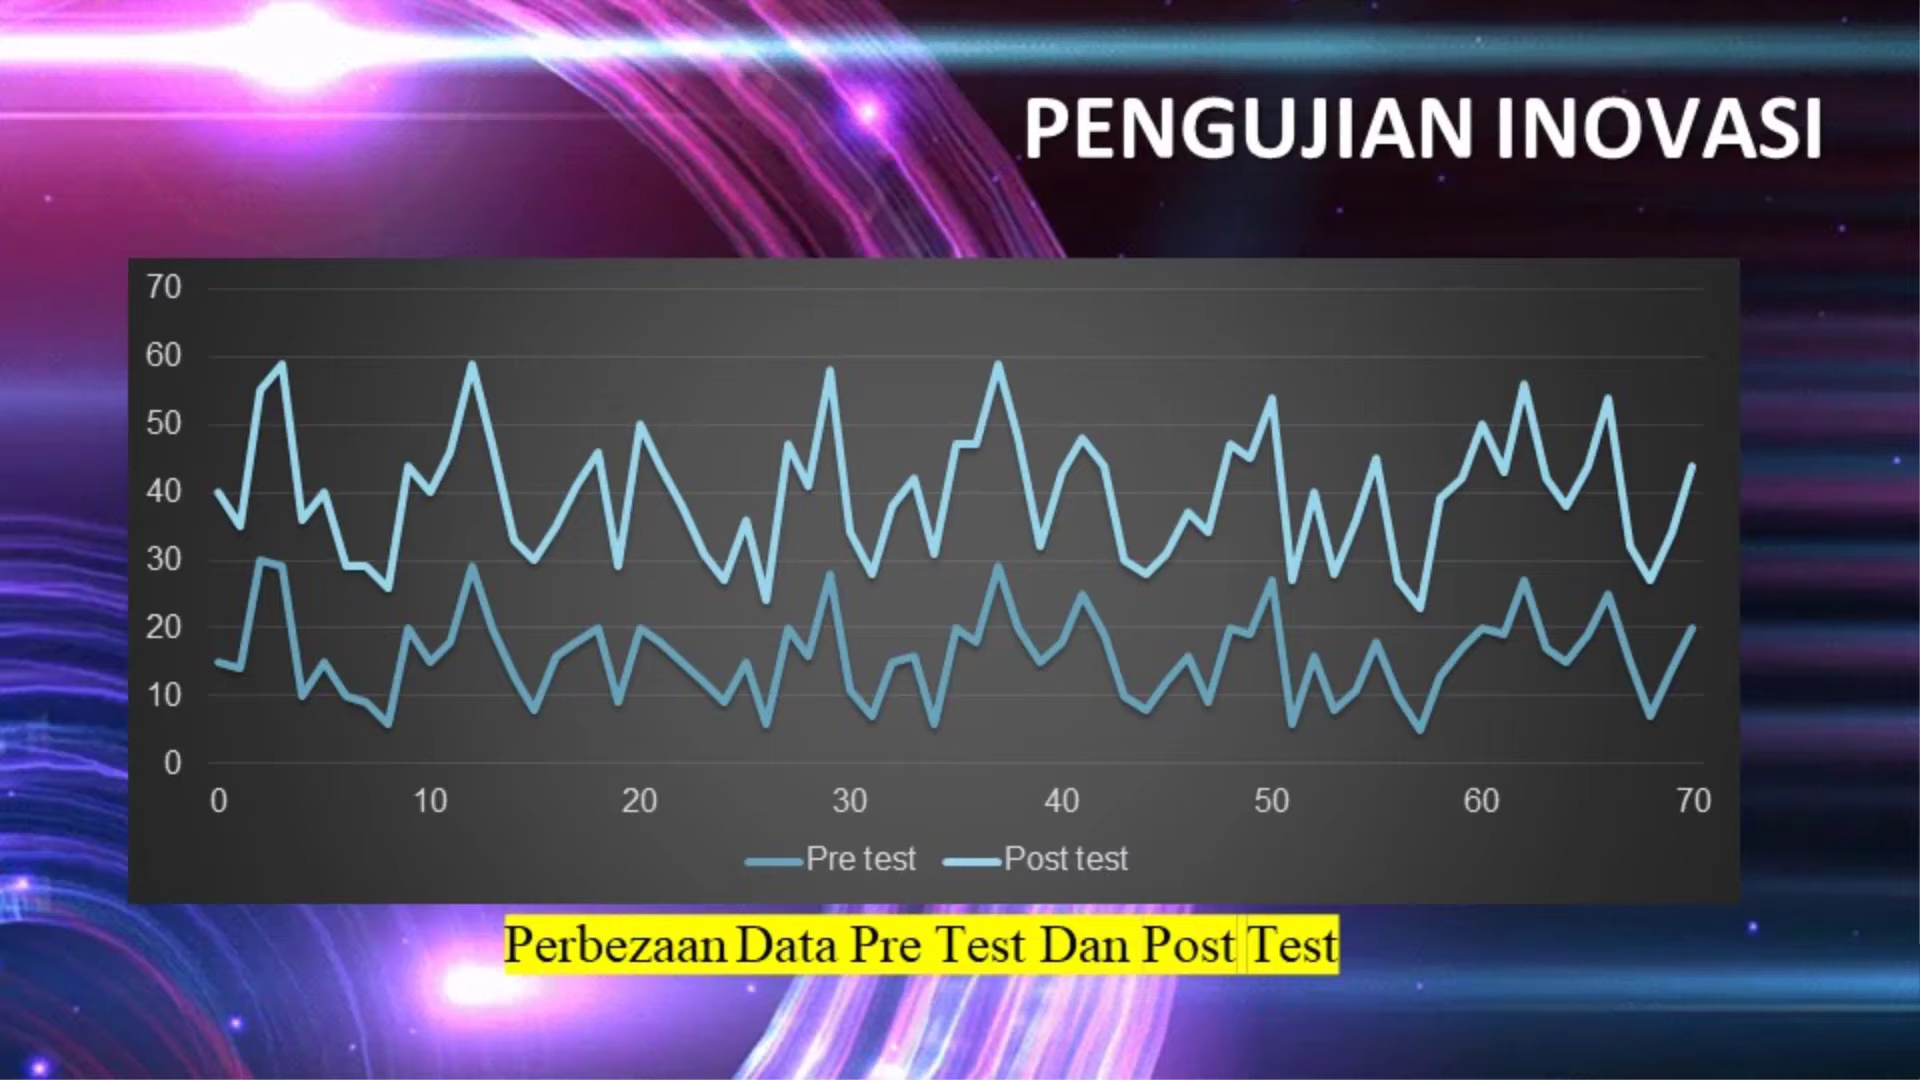 PENGUJIAN INOVASI
70
60
50
40
30
20
10
0
0 10 20 30 40 50 60 70
Pre test Post test
Perbezaan Data Pre Test Dan Post Test